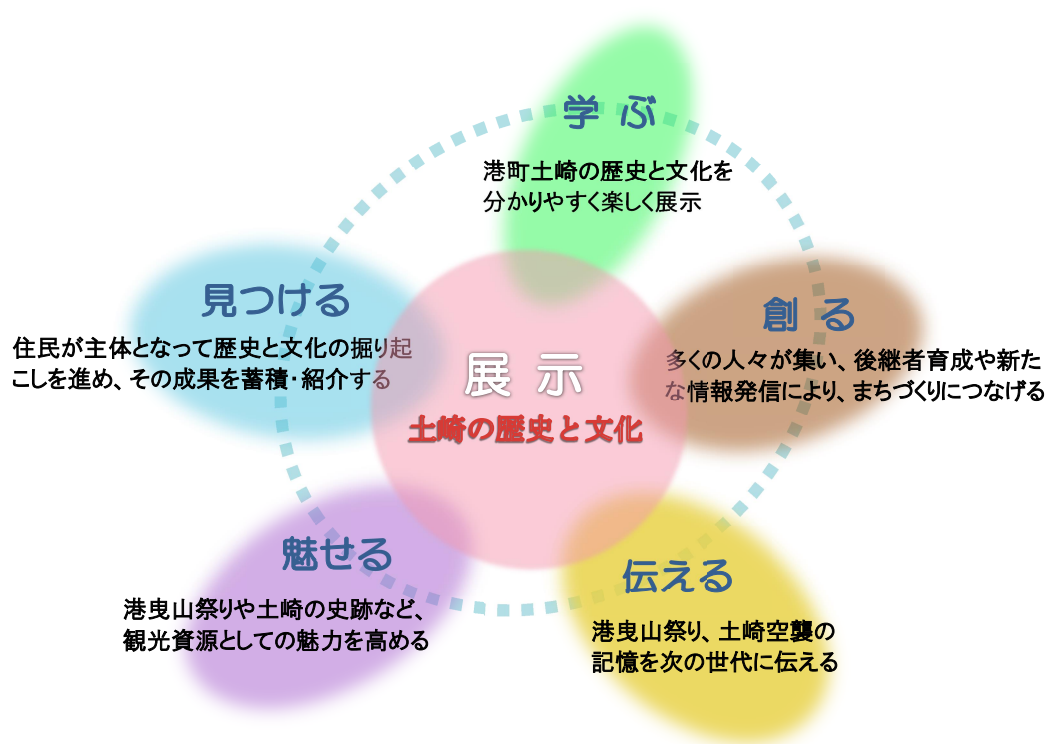 学ぶ
港町土崎の歴史と文化を
分かりやすく楽しく展示
見つける
住民が主体となって歴史と文化の掘り起
こしを進め、その成果を蓄積・紹介する
創る
多くの人々が集い、後継者育成や新た
な情報発信により、まちづくりにつなげる
展示
土崎の歴史と文化
魅せる
港曳山祭りや土崎の史跡など、
観光資源としての魅力を高める
伝える
港曳山祭り、土崎空襲の
記憶を次の世代に伝える